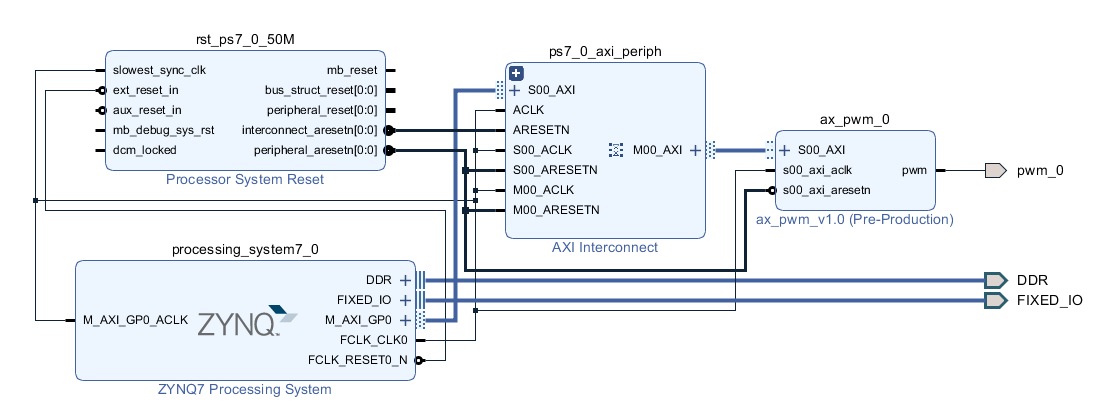 rst_ps7_0_50M
slowest_sync_clk
ext_reset_in
aux_reset_in
mb_debug_sys_rst
dcm_locked
mb_reset
bus_struct_reset[0:0]
peripheral_reset[0:0]
interconnect_aresetn[0:0]
peripheral_aresetn[0:0]
Processor System Reset
ps7_0_axi_periph
S00_AXI
ACLK
ARESETN
S00_ACLK
S00_ARESETN
M00_ACLK
M00_ARESETN
M00_AXI
AXI Interconnect
ax_pwm_0
S00_AXI
s00_axi_aclk
s00_axi_aresetn
pwm
ax_pwm_v1.0 (Pre-Production)
pwm_0
processing_system7_0
M_AXI_GP0_ACLK
ZYNQ
DDR
FIXED_IO
M_AXI_GP0
FCLK_CLK0
FCLK_RESET0_N
ZYNQ7 Processing System
DDR
FIXED_IO